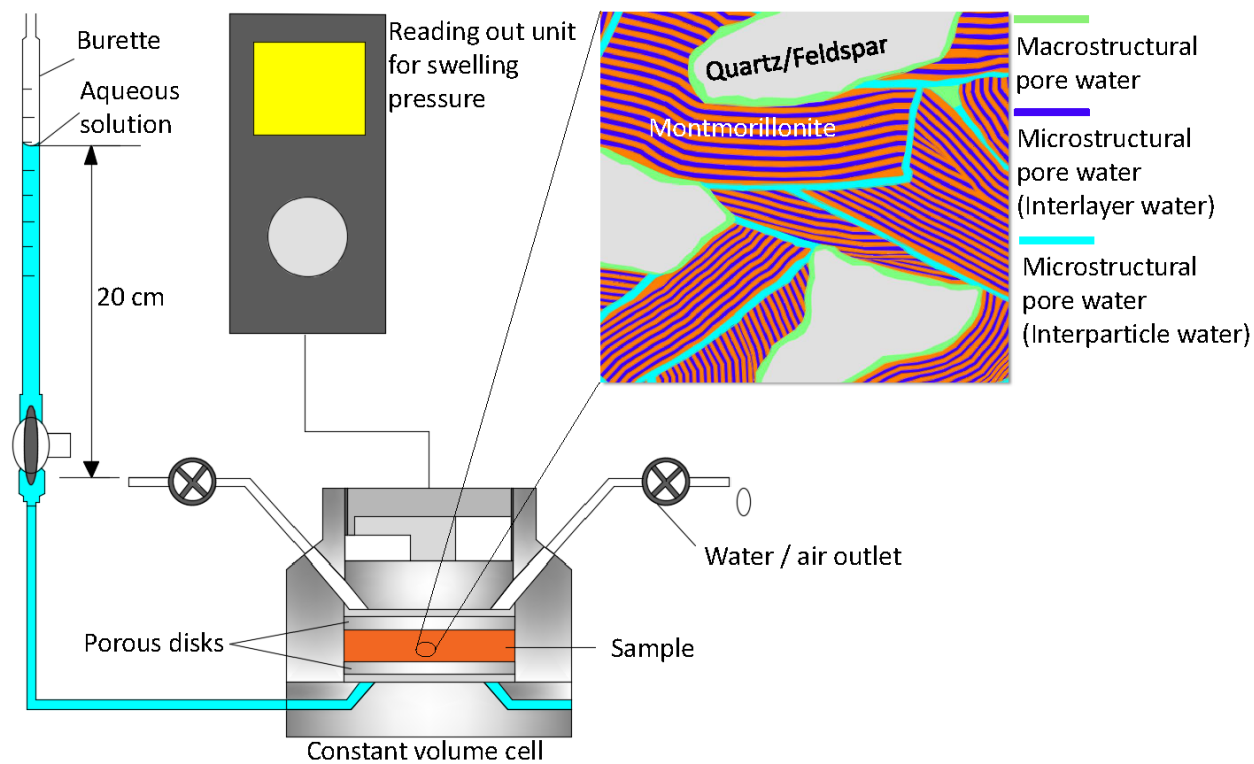 Burette
Aqueous
solution
20 cm
Reading out unit
for swelling
pressure
Quartz/Feldspar
Montmorillonite
Macrostructural
pore water
Microstructural
pore water
(Interlayer water)
Microstructural
pore water
(Interparticle water)
Water / air outlet
Porous disks
Sample
Constant volume cell